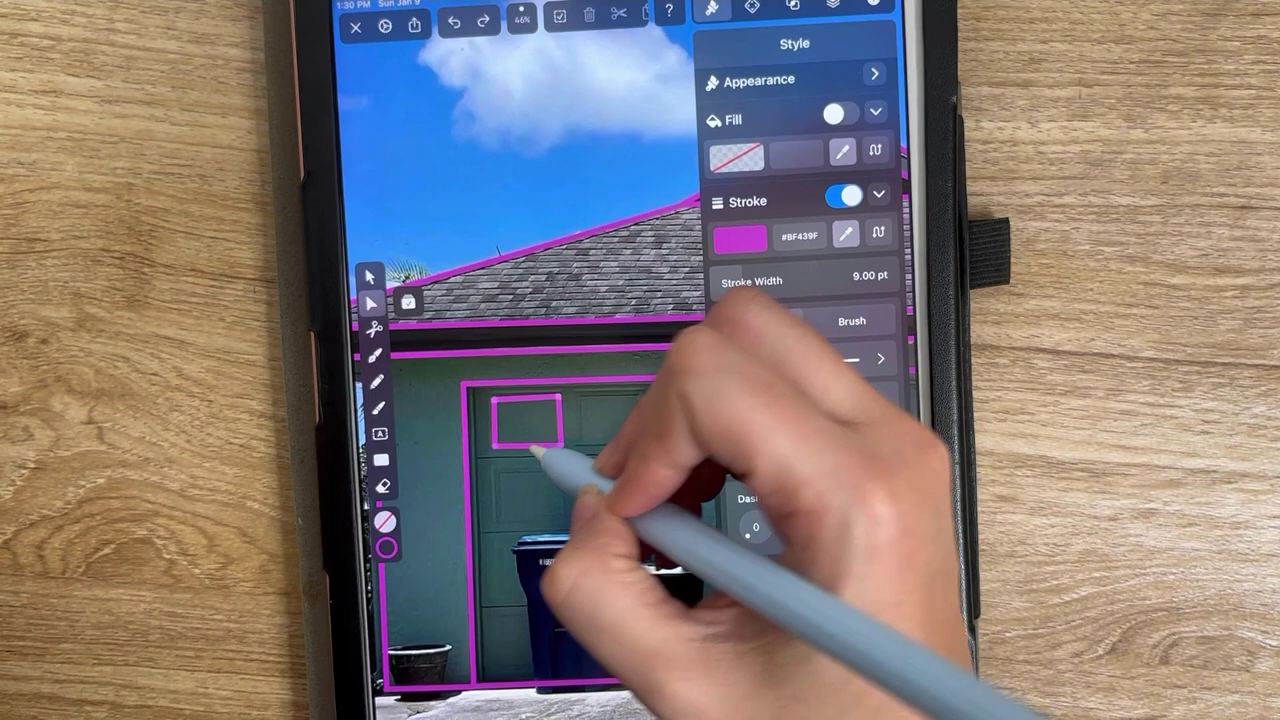 1:30 PM Sun Jan 9
46%
?
Style
Appearance
Fill
Stroke
#BF439F
Stroke Width 9.00 pt
Brush
A
0